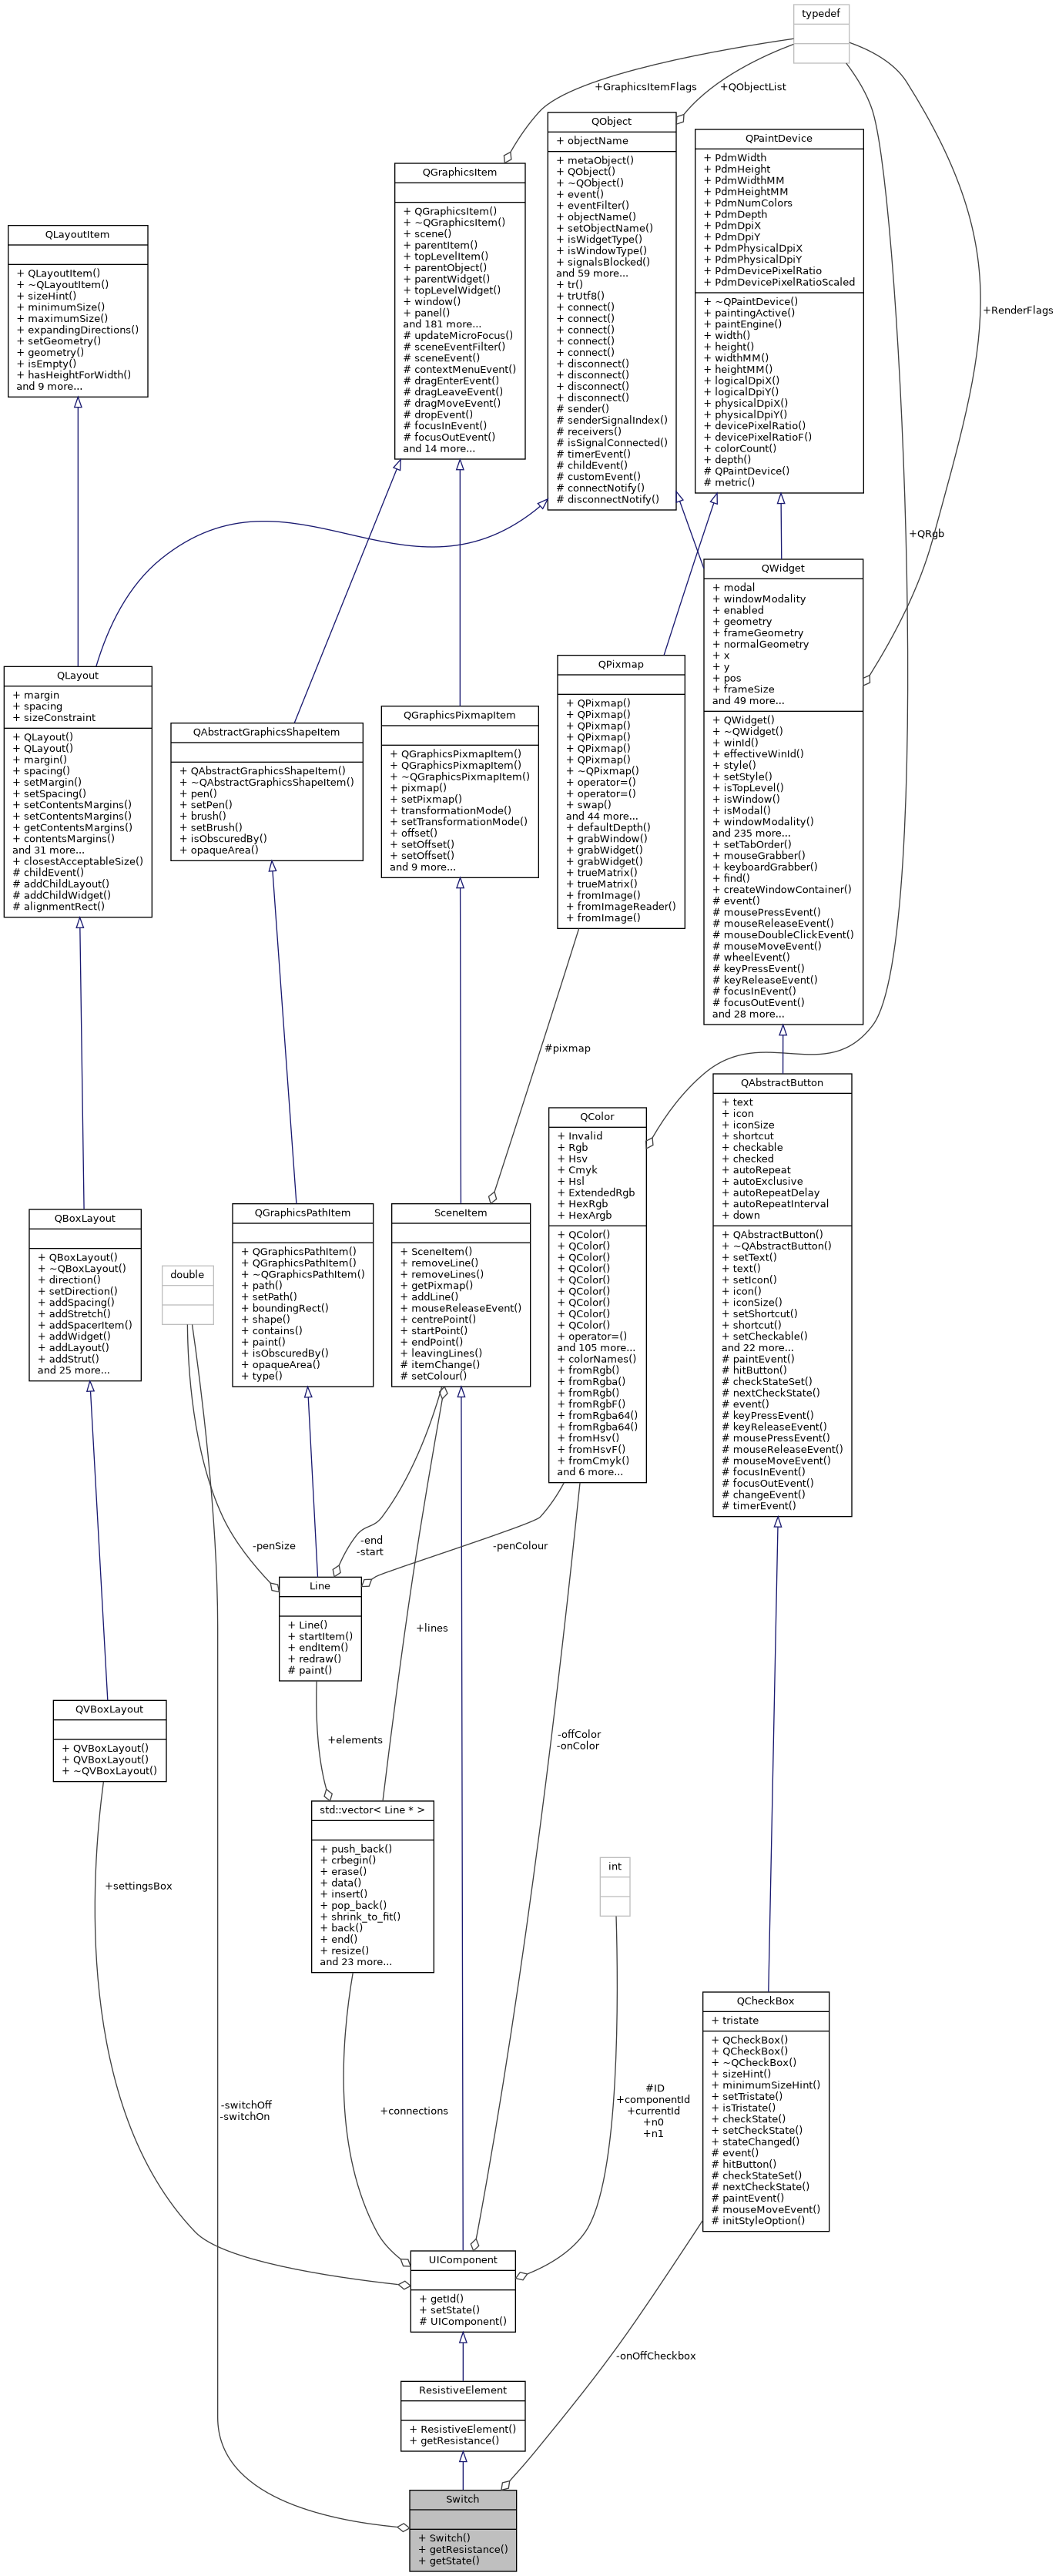 typedef
+GraphicsItemFlags
+QObjectList
QObject
+ objectName
+ metaObject()
+ QObject()
+ ~QObject()
+ event()
+ eventFilter()
+ objectName()
+ setObjectName()
+ isWidgetType()
+ isWindowType()
+ signalsBlocked()
and 59 more...
+ tr()
+ trUtf8()
+ connect()
+ connect()
+ connect()
+ connect()
+ connect()
+ disconnect()
+ disconnect()
+ disconnect()
+ disconnect()
# sender()
# senderSignalIndex()
# receivers()
# isSignalConnected()
# timerEvent()
# childEvent()
# customEvent()
# connectNotify()
# disconnectNotify()
QPaintDevice
+ PdmWidth
+ PdmHeight
+ PdmWidthMM
+ PdmHeightMM
+ PdmNumColors
+ PdmDepth
+ PdmDpiX
+ PdmDpiY
+ PdmPhysicalDpiX
+ PdmPhysicalDpiY
+ PdmDevicePixelRatio
+ PdmDevicePixelRatioScaled
+ ~QPaintDevice()
+ paintingActive()
+ paintEngine()
+ width()
+ height()
+ widthMM()
+ heightMM()
+ logicalDpiX()
+ logicalDpiY()
+ physicalDpiX()
+ physicalDpiY()
+ devicePixelRatio()
+ devicePixelRatioF()
+ colorCount()
+ depth()
# QPaintDevice()
# metric()
QGraphicsItem
+ QGraphicsItem()
+ ~QGraphicsItem()
+ scene()
+ parentItem()
+ topLevelItem()
+ parentObject()
+ parentWidget()
+ topLevelWidget()
+ window()
+ panel()
and 181 more...
# updateMicroFocus()
# sceneEventFilter()
# sceneEvent()
# contextMenuEvent()
# dragEnterEvent()
# dragLeaveEvent()
# dragMoveEvent()
# dropEvent()
# focusInEvent()
# focusOutEvent()
and 14 more...
QLayoutItem
+ QLayoutItem()
+ ~QLayoutItem()
+ sizeHint()
+ minimumSize()
+ maximumSize()
+ expandingDirections()
+ setGeometry()
+ geometry()
+ isEmpty()
+ hasHeightForWidth()
and 9 more...
+RenderFlags
+QRgb
QWidget
+ modal
+ windowModality
+ enabled
+ geometry
+ frameGeometry
+ normalGeometry
+ x
+ y
+ pos
+ frameSize
and 49 more...
+ QWidget()
+ ~QWidget()
+ winId()
+ effectiveWinId()
+ style()
+ setStyle()
+ isTopLevel()
+ isWindow()
+ isModal()
+ windowModality()
and 235 more...
+ setTabOrder()
+ mouseGrabber()
+ keyboardGrabber()
+ find()
+ createWindowContainer()
# event()
# mousePressEvent()
# mouseReleaseEvent()
# mouseDoubleClickEvent()
# mouseMoveEvent()
# wheelEvent()
# keyPressEvent()
# keyReleaseEvent()
# focusInEvent()
# focusOutEvent()
and 28 more...
QPixmap
+ QPixmap()
+ QPixmap()
+ QPixmap()
+ QPixmap()
+ QPixmap()
+ QPixmap()
+ ~QPixmap()
+ operator=()
+ operator=()
+ swap()
and 44 more...
+ defaultDepth()
+ grabWindow()
+ grabWidget()
+ grabWidget()
+ trueMatrix()
+ trueMatrix()
+ fromImage()
+ fromImageReader()
+ fromImage()
QLayout
+ margin
+ spacing
+ sizeConstraint
+ QLayout()
+ QLayout()
+ margin()
+ spacing()
+ setMargin()
+ setSpacing()
+ setContentsMargins()
+ setContentsMargins()
+ getContentsMargins()
+ contentsMargins()
and 31 more...
+ closestAcceptableSize()
# childEvent()
# addChildLayout()
# addChildWidget()
# alignmentRect()
QGraphicsPixmapItem
+ QGraphicsPixmapItem()
+ QGraphicsPixmapItem()
+ ~QGraphicsPixmapItem()
+ pixmap()
+ setPixmap()
+ transformationMode()
+ setTransformationMode()
+ offset()
+ setOffset()
+ setOffset()
and 9 more...
QAbstractGraphicsShapeItem
+ QAbstractGraphicsShapeItem()
+ ~QAbstractGraphicsShapeItem()
+ pen()
+ setPen()
+ brush()
+ setBrush()
+ isObscuredBy()
+ opaqueArea()
#pixmap
QAbstractButton
+ text
+ icon
+ iconSize
+ shortcut
+ checkable
+ checked
+ autoRepeat
+ autoExclusive
+ autoRepeatDelay
+ autoRepeatInterval
+ down
+ QAbstractButton()
+ ~QAbstractButton()
+ setText()
+ text()
+ setIcon()
+ icon()
+ iconSize()
+ setShortcut()
+ shortcut()
+ setCheckable()
and 22 more...
# paintEvent()
# hitButton()
# checkStateSet()
# nextCheckState()
# event()
# keyPressEvent()
# keyReleaseEvent()
# mousePressEvent()
# mouseReleaseEvent()
# mouseMoveEvent()
# focusInEvent()
# focusOutEvent()
# changeEvent()
# timerEvent()
QColor
+ Invalid
+ Rgb
+ Hsv
+ Cmyk
+ Hsl
+ ExtendedRgb
+ HexRgb
+ HexArgb
+ QColor()
+ QColor()
+ QColor()
+ QColor()
+ QColor()
+ QColor()
+ QColor()
+ QColor()
+ QColor()
+ operator=()
and 105 more...
+ colorNames()
+ fromRgb()
+ fromRgba()
+ fromRgb()
+ fromRgbF()
+ fromRgba64()
+ fromRgba64()
+ fromHsv()
+ fromHsvF()
+ fromCmyk()
and 6 more...
SceneItem
+ SceneItem()
+ removeLine()
+ removeLines()
+ getPixmap()
+ addLine()
+ mouseReleaseEvent()
+ centrePoint()
+ startPoint()
+ endPoint()
+ leavingLines()
# itemChange()
# setColour()
QGraphicsPathItem
+ QGraphicsPathItem()
+ QGraphicsPathItem()
+ ~QGraphicsPathItem()
+ path()
+ setPath()
+ boundingRect()
+ shape()
+ contains()
+ paint()
+ isObscuredBy()
+ opaqueArea()
+ type()
QBoxLayout
+ QBoxLayout()
+ ~QBoxLayout()
+ direction()
+ setDirection()
+ addSpacing()
+ addStretch()
+ addSpacerItem()
+ addWidget()
+ addLayout()
+ addStrut()
and 25 more...
double
-penSize
-end
-start
-penColour
Line
+ Line()
+ startItem()
+ endItem()
+ redraw()
# paint()
+lines
QVBoxLayout
+ QVBoxLayout()
+ QVBoxLayout()
+ ~QVBoxLayout()
+elements
-offColor
-onColor
std::vector< Line * >
+ push_back()
+ crbegin()
+ erase()
+ data()
+ insert()
+ pop_back()
+ shrink_to_fit()
+ back()
+ end()
+ resize()
and 23 more...
+settingsBox
int
QCheckBox
+ tristate
+ QCheckBox()
+ QCheckBox()
+ ~QCheckBox()
+ sizeHint()
+ minimumSizeHint()
+ setTristate()
+ isTristate()
+ checkState()
+ setCheckState()
+ stateChanged()
# event()
# hitButton()
# checkStateSet()
# nextCheckState()
# paintEvent()
# mouseMoveEvent()
# initStyleOption()
-switchOff
-switchOn
+connections
#ID
+componentId
+currentId
+n0
+n1
UIComponent
+ getId()
+ setState()
# UIComponent()
-onOffCheckbox
ResistiveElement
+ ResistiveElement()
+ getResistance()
Switch
+ Switch()
+ getResistance()
+ getState()